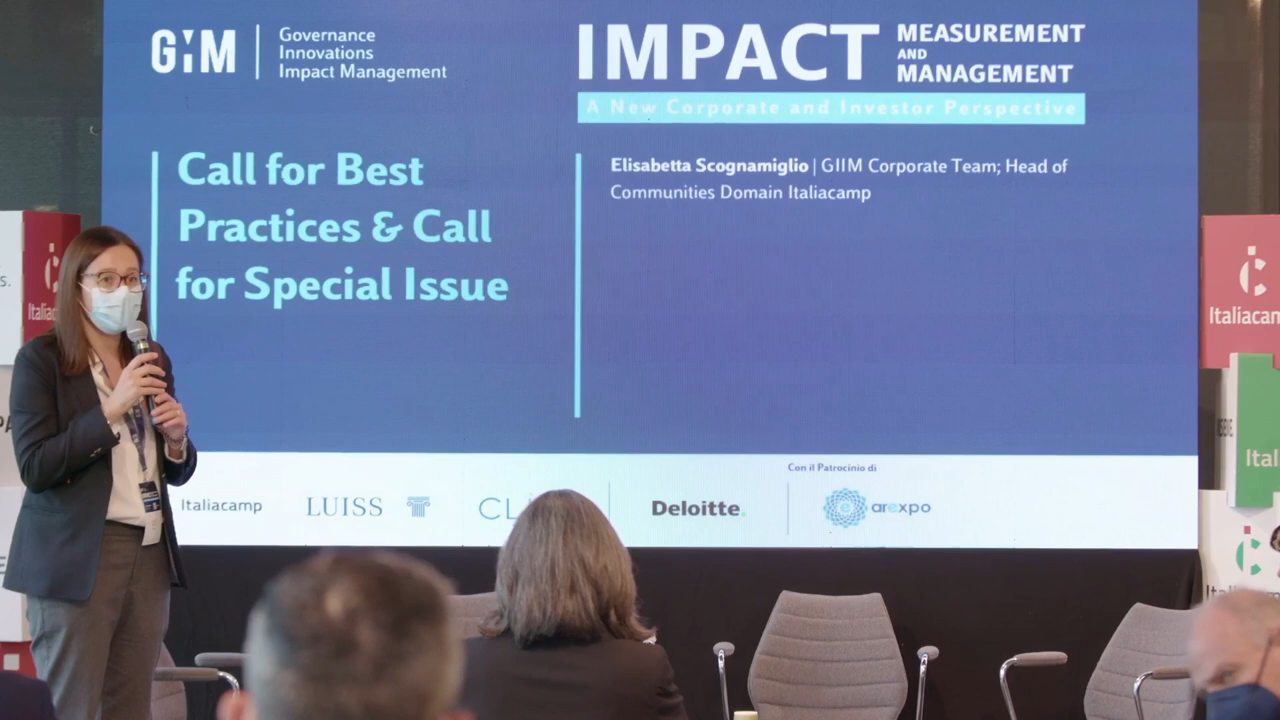 GIIM
Governance
Innovations
Impact Management
IMPACT
MEASUREMENT
AND
MANAGEMENT
A New Corporate and Investor Perspective
Call for Best
Practices & Call
for Special Issue
Elisabetta Scognamiglio | GIIM Corporate Team; Head of
Communities Domain Italiacamp
Con il Patrocinio di
Italiacamp
LUISS
Deloitte.
arexpo
Italiacam
Ital